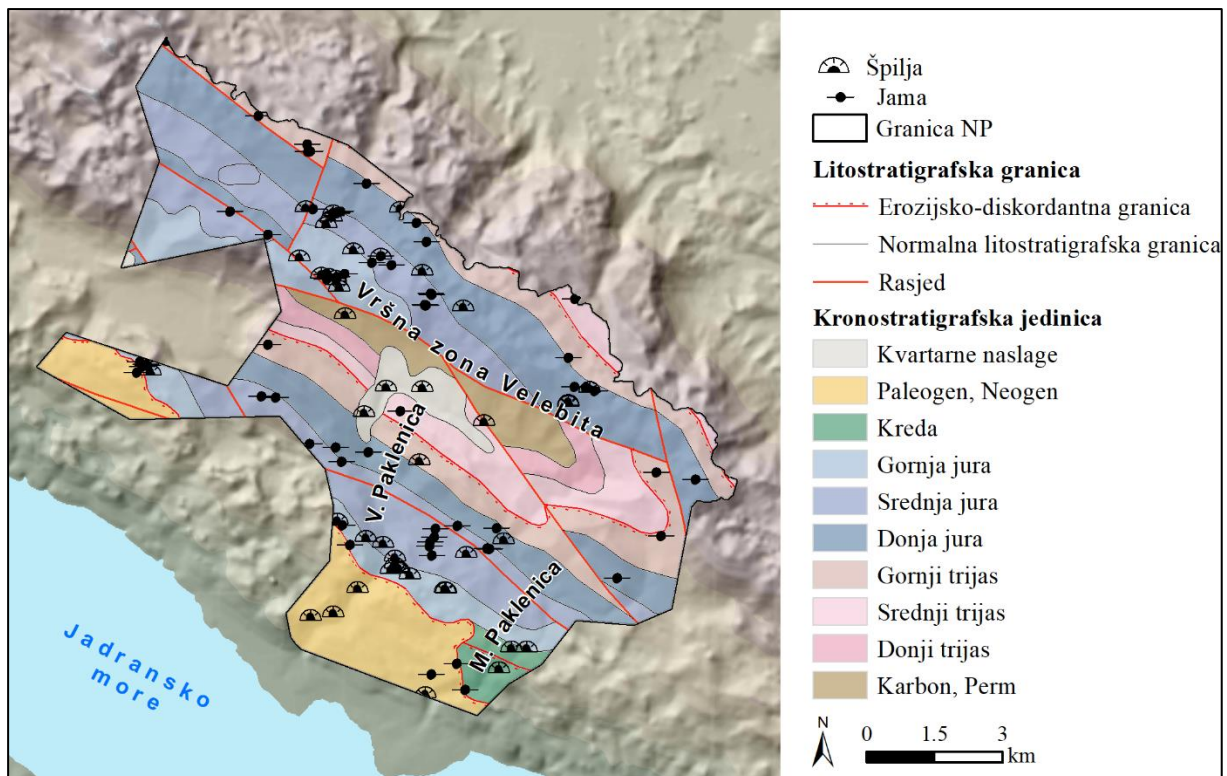 Vršna zona Velebita
V. Paklenica
M. Paklenica
Jadransko
more
Špilja
Jama
Granica NP
Litostratigrafska granica
Erozijsko-diskordantna granica
Normalna litostratigrafska granica
Rasjed
Kronostratigrafska jedinica
Kvartarne naslage
Paleogen, Neogen
Kreda
Gornja jura
Srednja jura
Donja jura
Gornji trijas
Srednji trijas
Donji trijas
Karbon, Perm
N
0 1.5 3
km